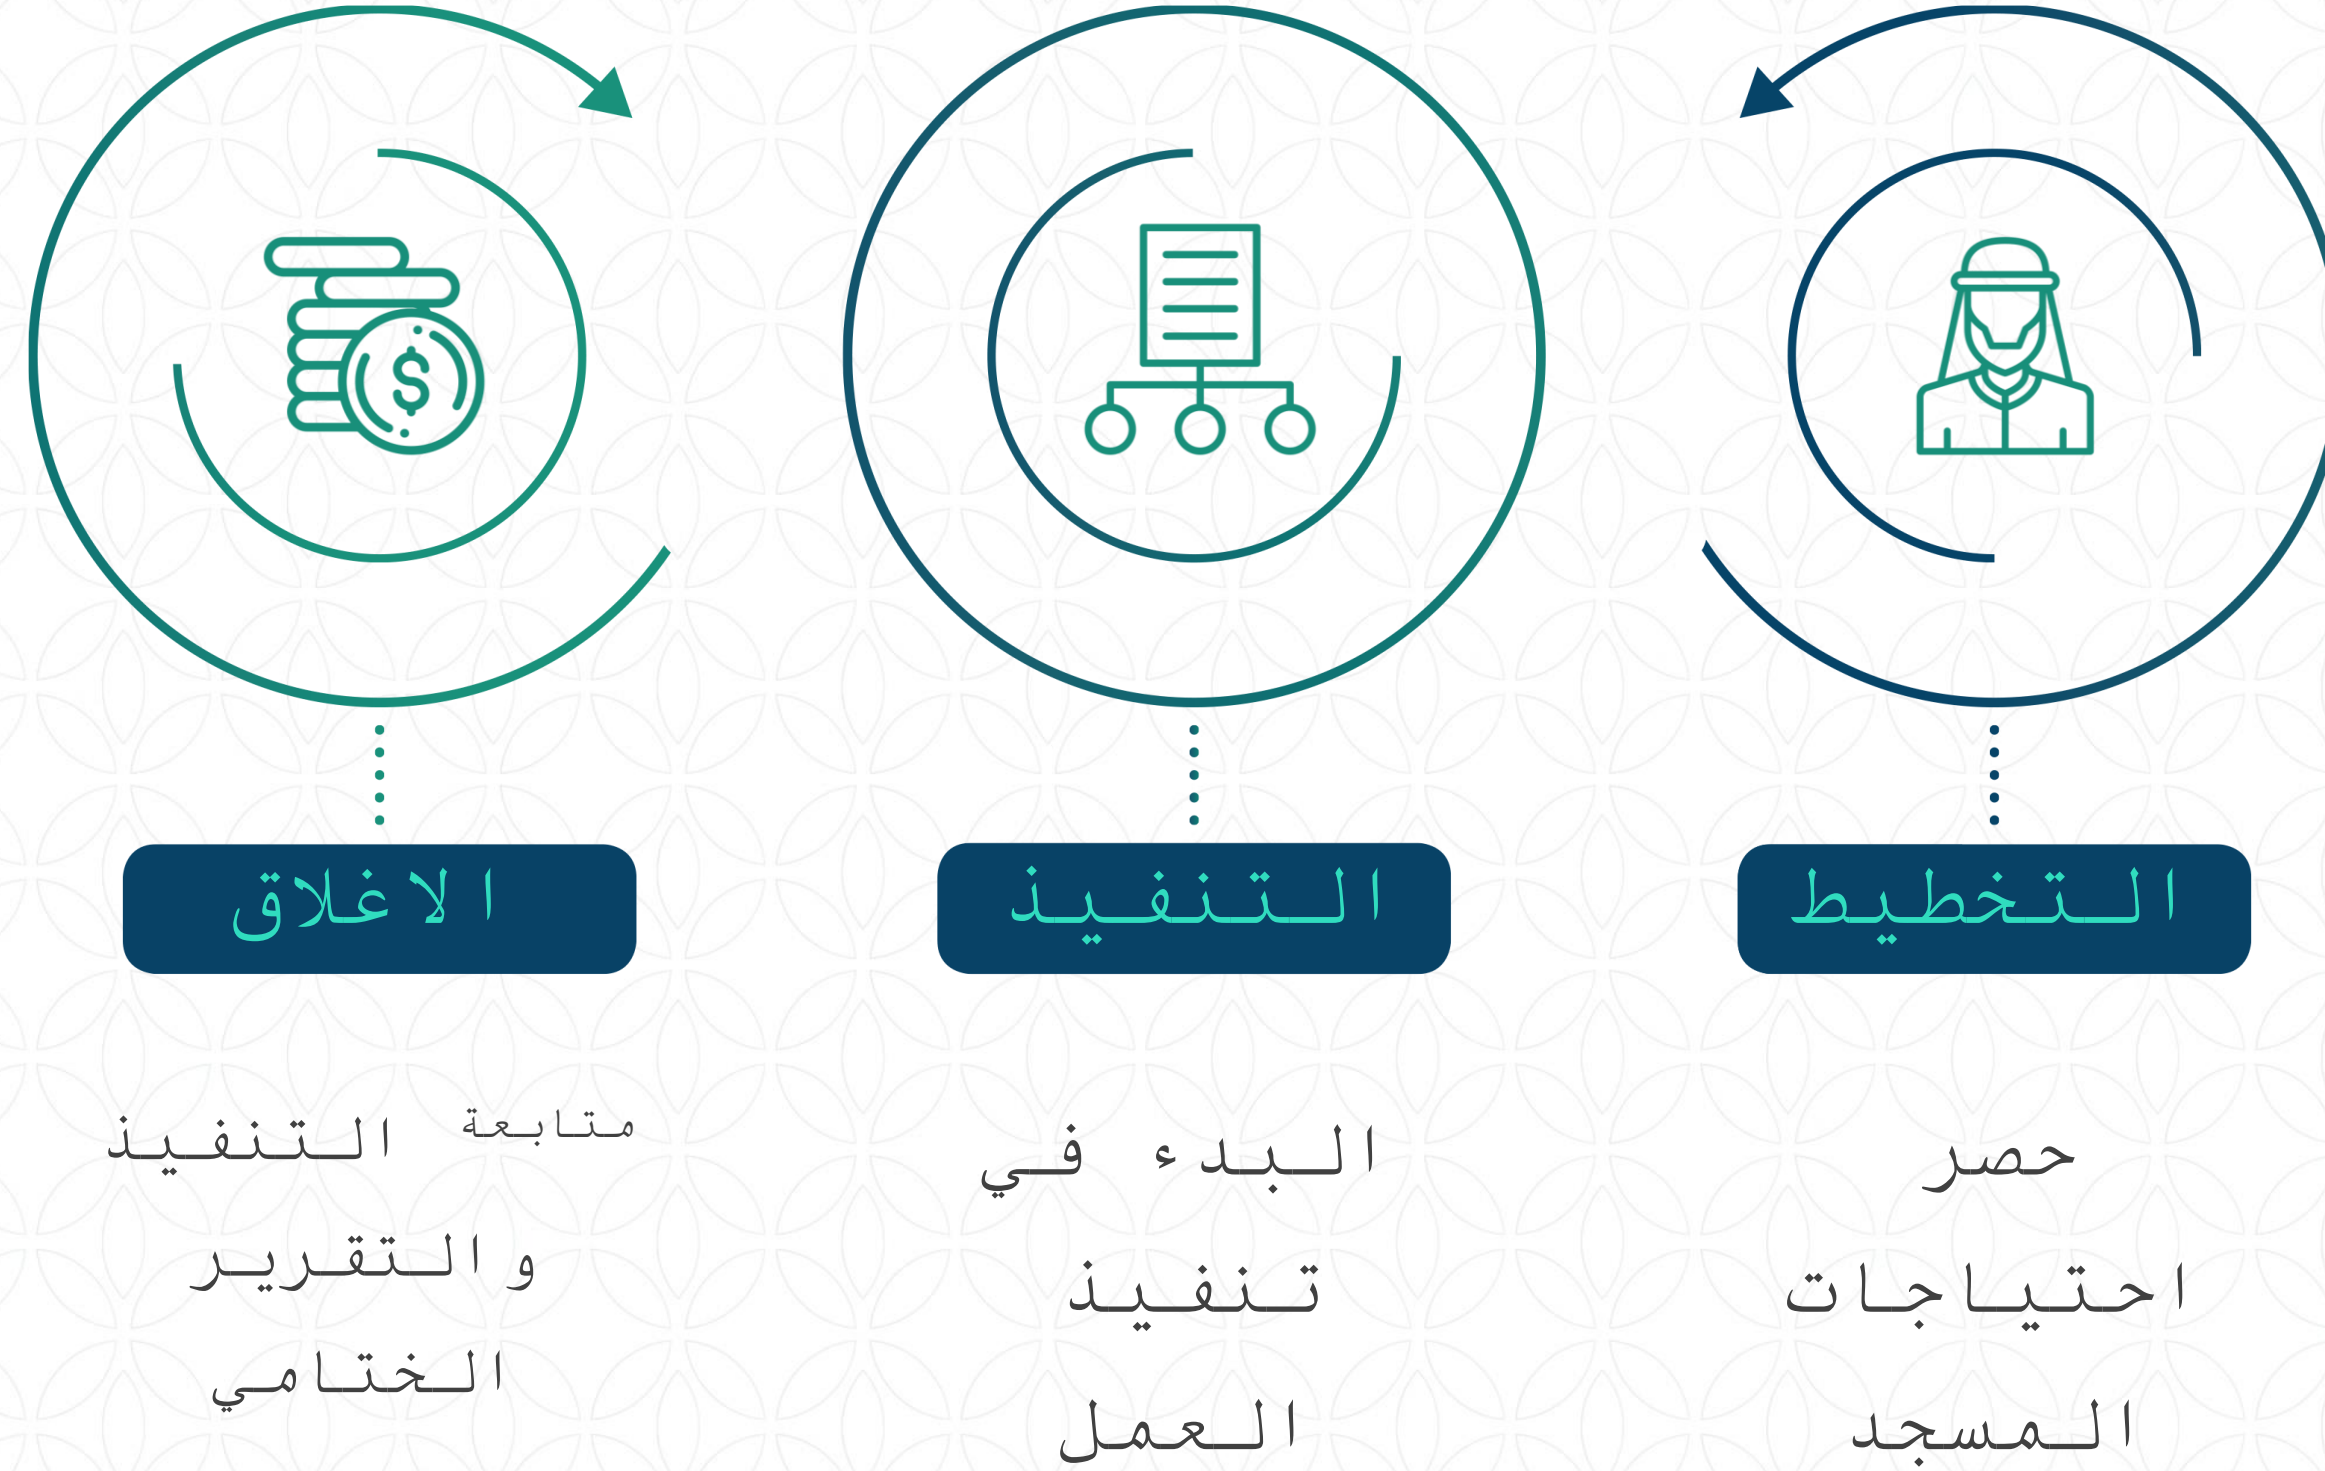 التخطيط
حصر
احتياجات
المسجد
التنفيذ
البدء في
تنفيذ
العمل
الاغلاق
متابعة التنفيذ
والتقرير
الختامي